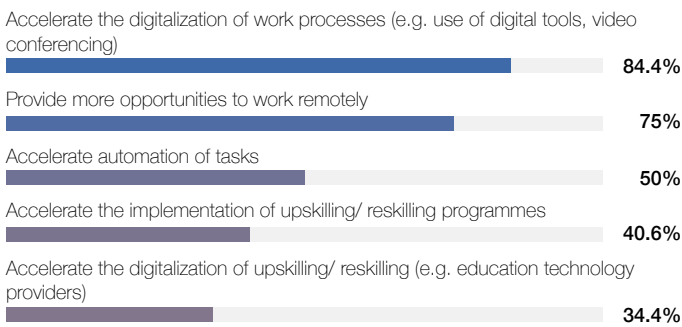 Accelerate the digitalization of work processes (e.g. use of digital tools, video
conferencing)
84.4%
Provide more opportunities to work remotely
75%
Accelerate automation of tasks
50%
Accelerate the implementation of upskilling/ reskilling programmes
40.6%
Accelerate the digitalization of upskilling/ reskilling (e.g. education technology
providers)
34.4%